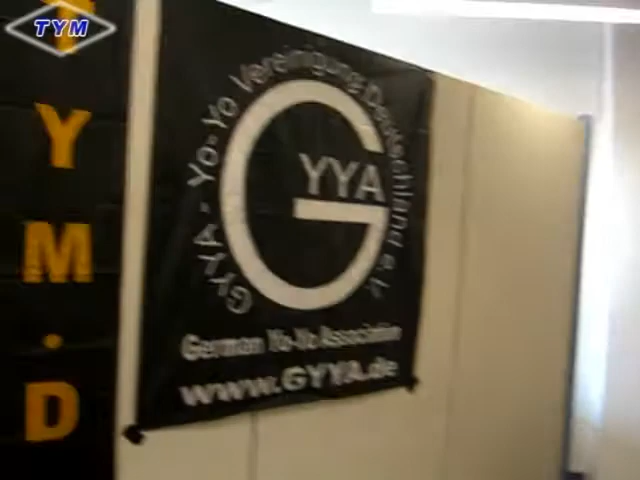 TYM
T
Y
M
.
D
GYYA - Yo-Yo Vereinigung Deutschland e.V.
GYYA
German Yo-Yo Association
www.GYYA.de